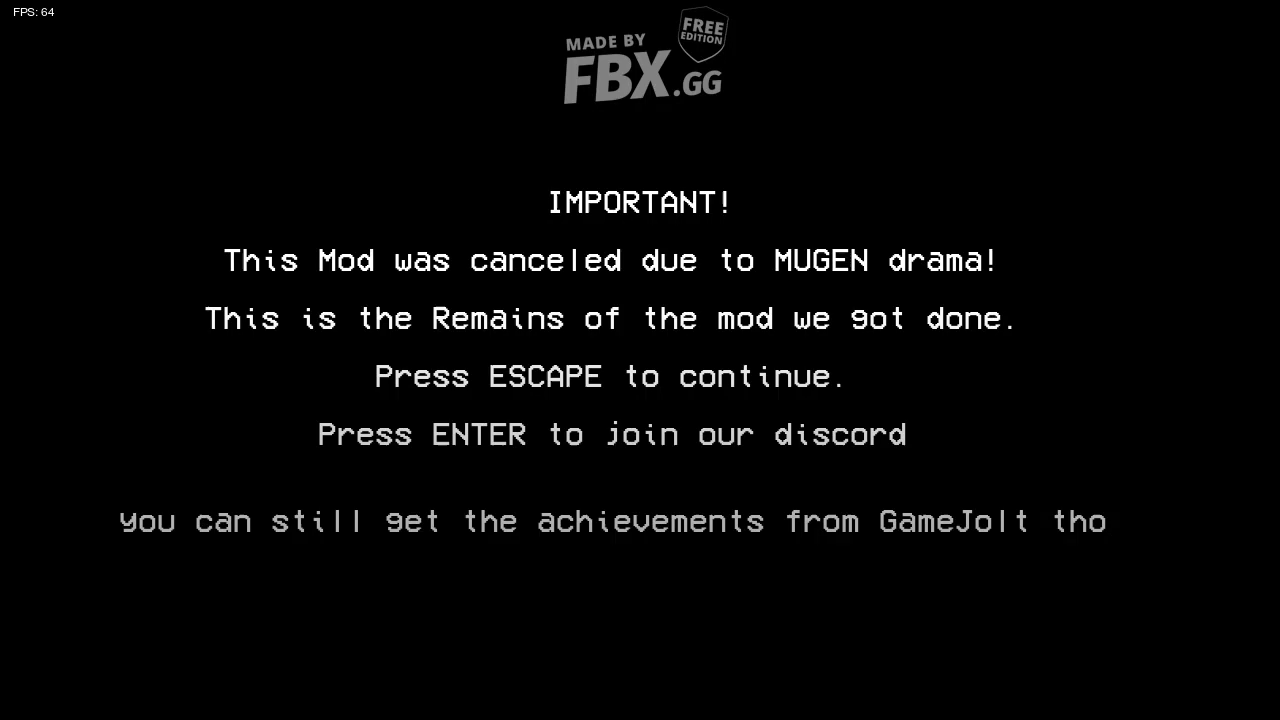 FPS: 64
FREE
EDITION
MADE BY
FBX.GG
IMPORTANT!
This Mod was canceled due to MUGEN drama!
This is the Remains of the mod we got done.
Press ESCAPE to continue.
Press ENTER to join our discord
you can still get the achievements from GameJolt tho